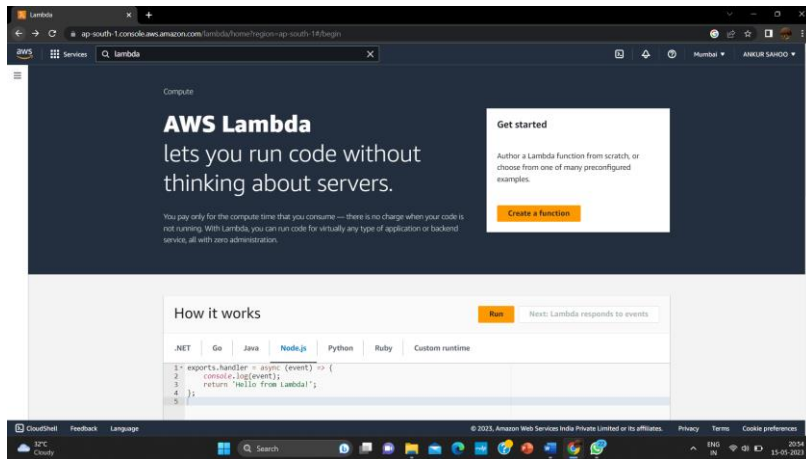 Lambda
ap-south-1.console.aws.amazon.com/lambda/home?region=ap-south-1#/begin
aws Services lambda Mumbai ANKUR SAHOO
Compute
AWS Lambda
lets you run code without
thinking about servers.
You pay only for the compute time that you consume — there is no charge when your code is
not running. With Lambda, you can run code for virtually any type of application or backend
service, all with zero administration.
Get started
Author a Lambda function from scratch, or
choose from one of many preconfigured
examples.
Create a function
How it works
Run
Next: Lambda responds to events
.NET Go Java Node.js Python Ruby Custom runtime
1 exports.handler = async (event) => {
2 console.log(event);
3 return 'Hello from Lambda!';
4 };
5
CloudShell Feedback Language © 2023, Amazon Web Services India Private Limited or its affiliates. Privacy Terms Cookie preferences
32°C
Cloudy
Search
ENG
IN
20:54
15-05-2023